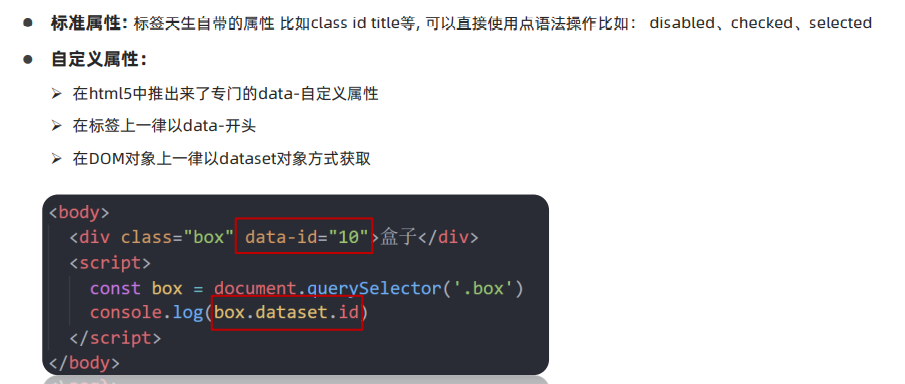 标准属性: 标签天生自带的属性 比如class id title等, 可以直接使用点语法操作比如： disabled、checked、selected
自定义属性：
在html5中推出来了专门的data-自定义属性
在标签上一律以data-开头
在DOM对象上一律以dataset对象方式获取
<body>
<div class="box" data-id="10">盒子</div>
<script>
const box = document.querySelector('.box')
console.log(box.dataset.id)
</script>
</body>